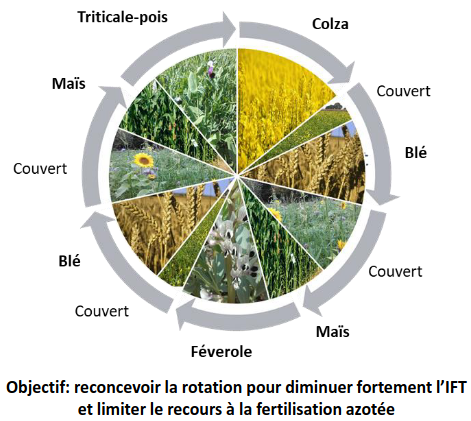 Triticale-pois
Colza
Couvert
Blé
Couvert
Maïs
Féverole
Couvert
Blé
Couvert
Maïs
Objectif: reconcevoir la rotation pour diminuer fortement l’IFT
et limiter le recours à la fertilisation azotée